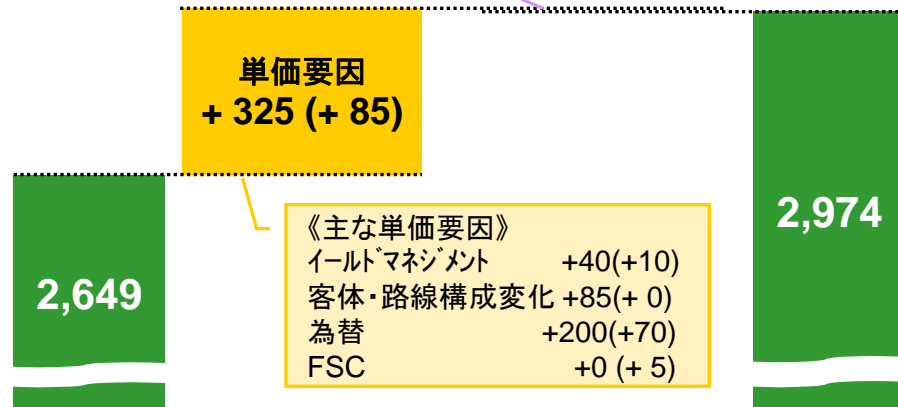 単価要因
+ 325 (+ 85)
2,649
2,974
《主な単価要因》
ｲｰﾙﾄﾞﾏﾈｼﾞﾒﾝﾄ +40(+10)
客体・路線構成変化 +85(+ 0)
為替 +200(+70)
FSC +0 (+ 5)